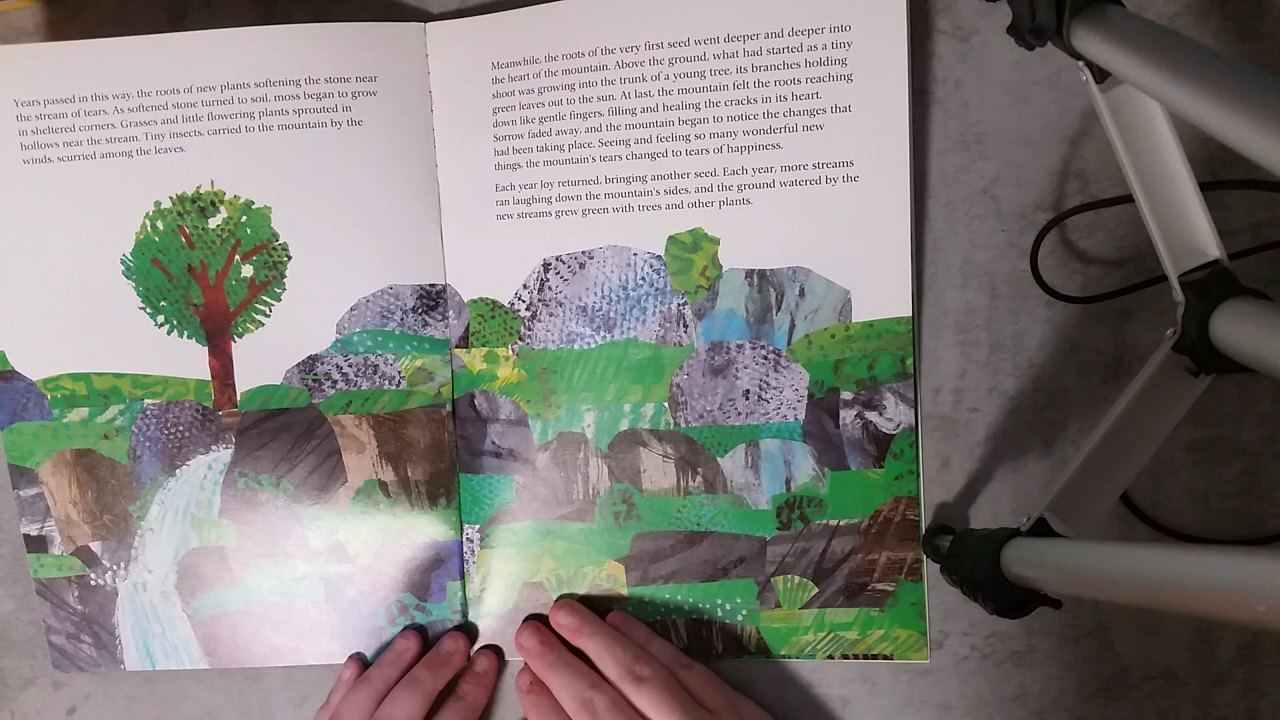 Years passed in this way, the roots of new plants softening the stone near
the stream of tears. As softened stone turned to soil, moss began to grow
in sheltered corners. Grasses and little flowering plants sprouted in
hollows near the stream. Tiny insects, carried to the mountain by the
winds, scurried among the leaves.
Meanwhile, the roots of the very first seed went deeper and deeper into
the heart of the mountain. Above the ground, what had started as a tiny
shoot was growing into the trunk of a young tree, its branches holding
green leaves out to the sun. At last, the mountain felt the roots reaching
down like gentle fingers, filling and healing the cracks in its heart.
Sorrow faded away, and the mountain began to notice the changes that
had been taking place. Seeing and feeling so many wonderful new
things, the mountain's tears changed to tears of happiness.
Each year Joy returned, bringing another seed. Each year, more streams
ran laughing down the mountain's sides, and the ground watered by the
new streams grew green with trees and other plants.